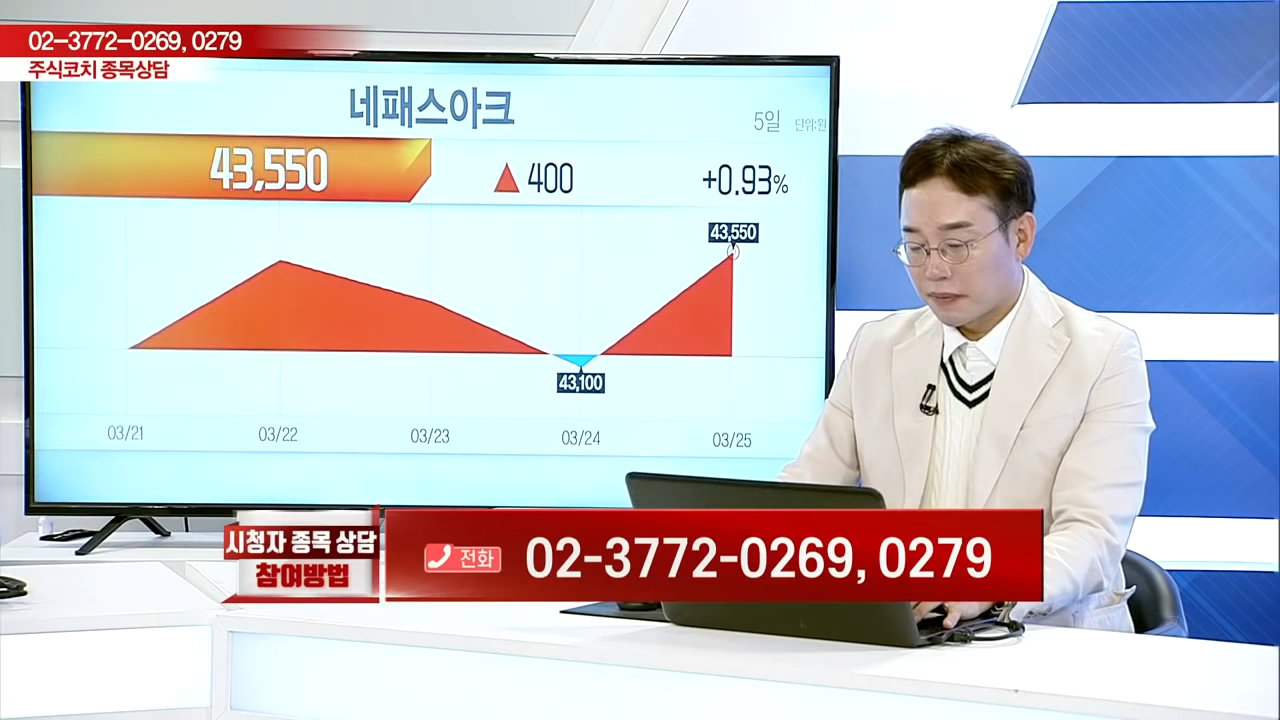 02-3772-0269, 0279
주식코치 종목상담
네패스아크
5일 단위:원
43,550 ▲400 +0.93%
43,550
43,100
03/21 03/22 03/23 03/24 03/25
시청자 종목 상담
참여방법
전화 02-3772-0269, 0279